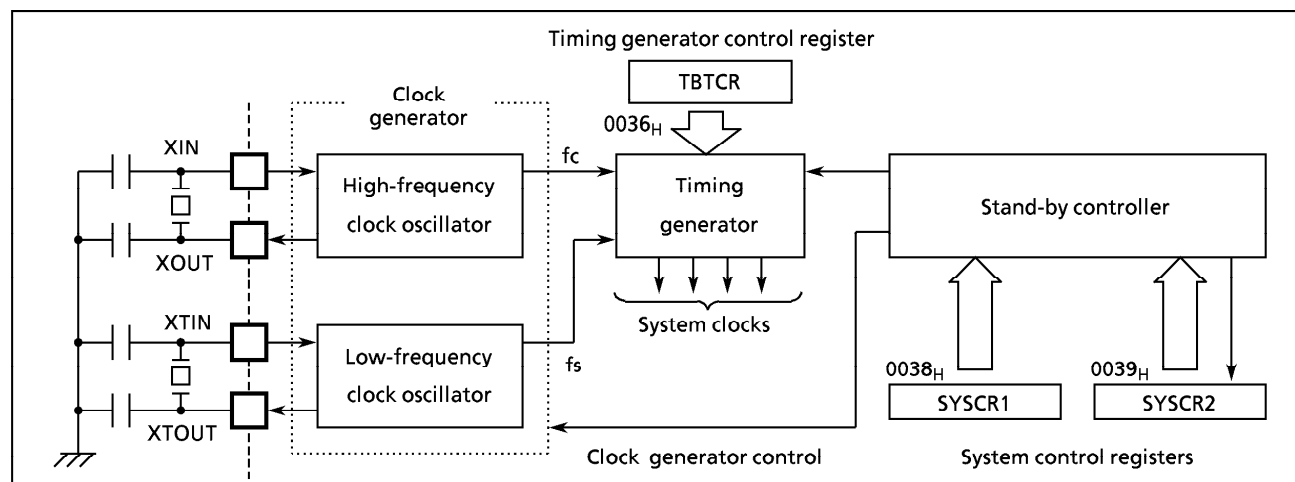 Timing generator control register
TBTCR
0036H
Clock
generator
XIN
XOUT
High-frequency
clock oscillator
fc
Timing
generator
Stand-by controller
System clocks
XTIN
XTOUT
Low-frequency
clock oscillator
fs
0038H
SYSCR1
0039H
SYSCR2
Clock generator control
System control registers